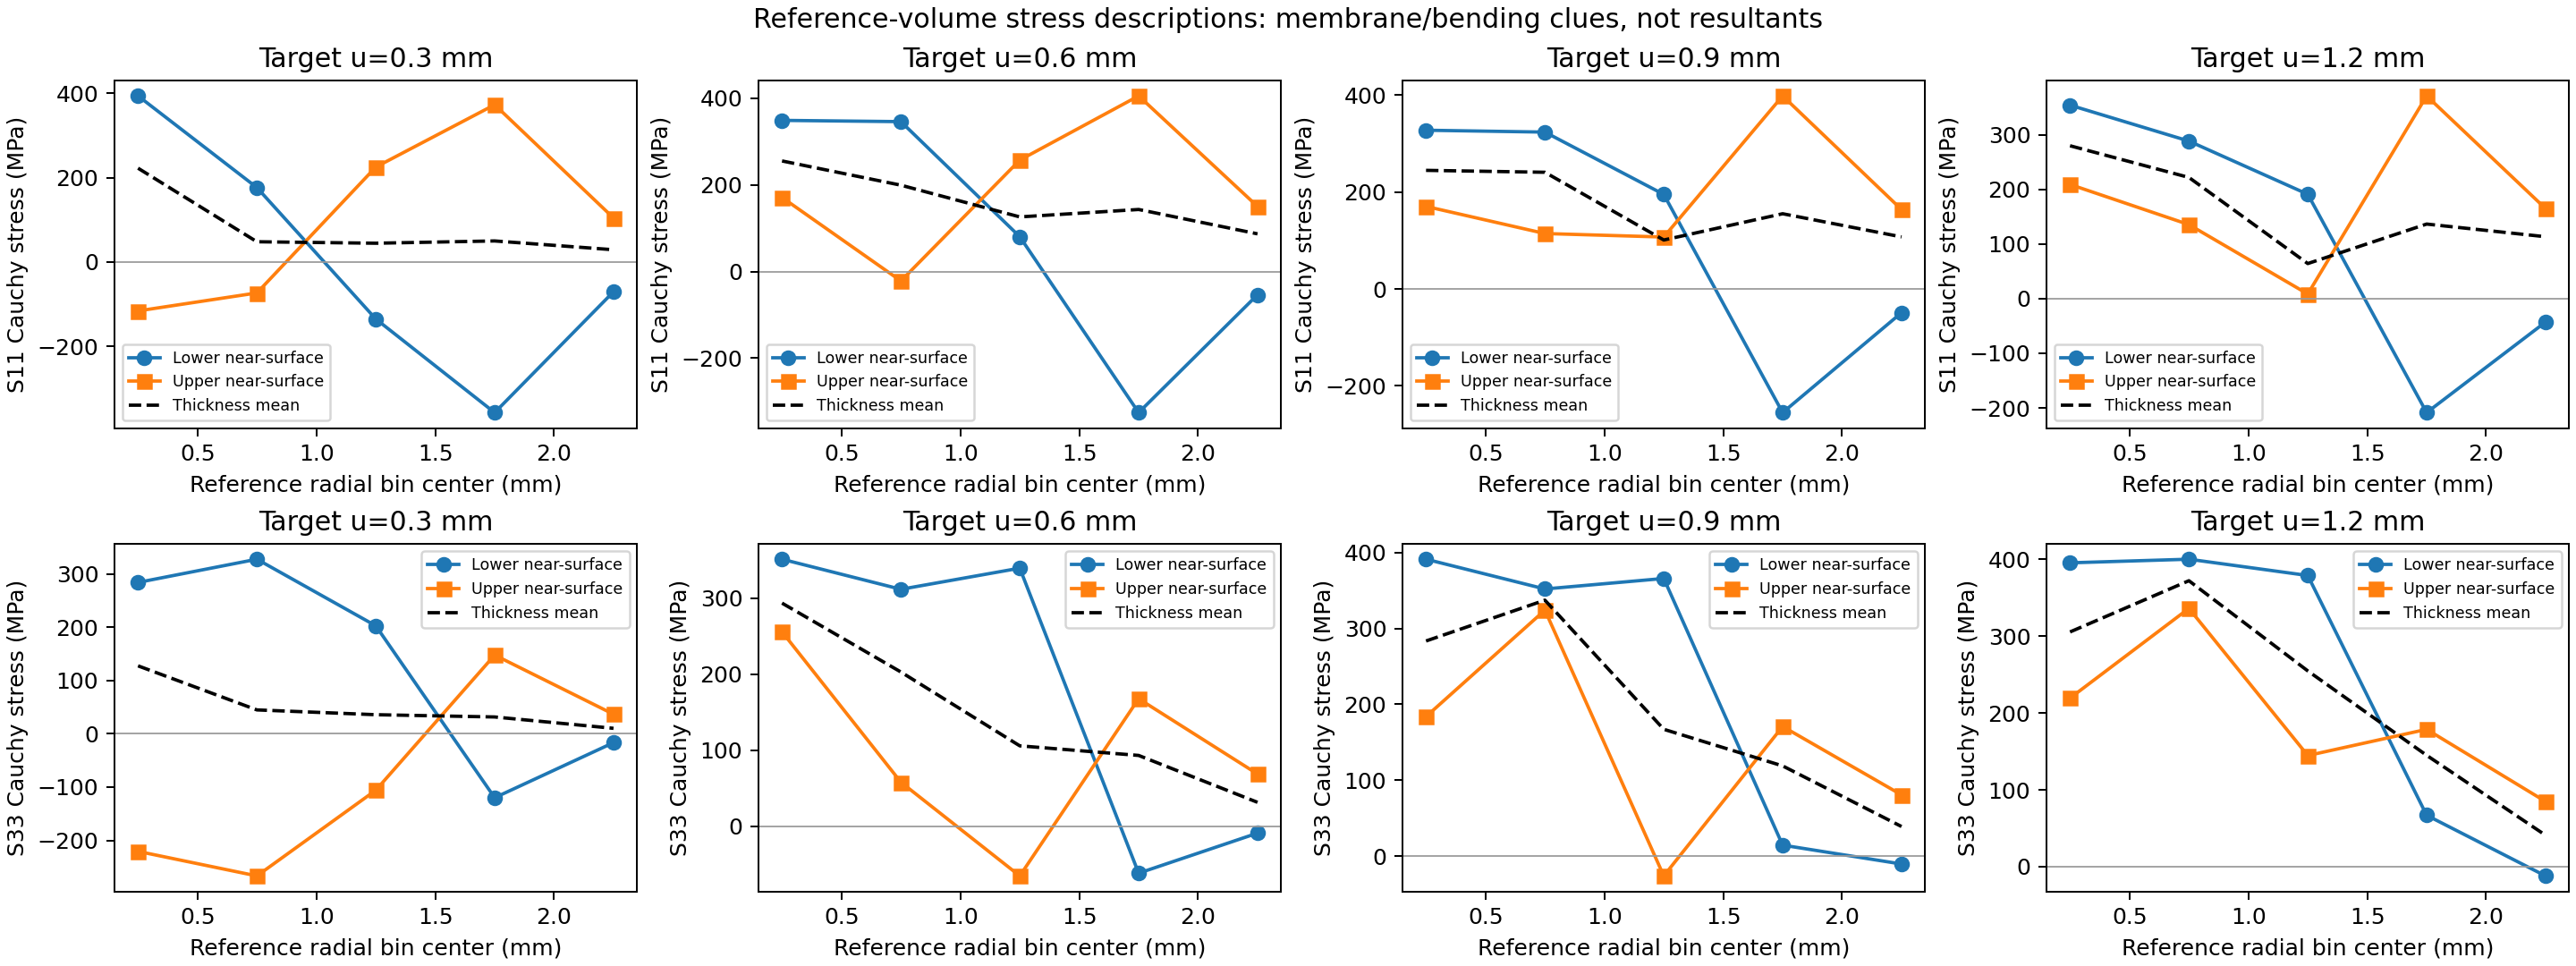 Reference-volume stress descriptions: membrane/bending clues, not resultants
Target u=0.3 mm
S11 Cauchy stress (MPa)
400
200
0
−200
Lower near-surface
Upper near-surface
Thickness mean
0.5 1.0 1.5 2.0
Reference radial bin center (mm)
Target u=0.6 mm
S11 Cauchy stress (MPa)
400
200
0
−200
Lower near-surface
Upper near-surface
Thickness mean
0.5 1.0 1.5 2.0
Reference radial bin center (mm)
Target u=0.9 mm
S11 Cauchy stress (MPa)
400
200
0
−200
Lower near-surface
Upper near-surface
Thickness mean
0.5 1.0 1.5 2.0
Reference radial bin center (mm)
Target u=1.2 mm
S11 Cauchy stress (MPa)
300
200
100
0
−100
−200
Lower near-surface
Upper near-surface
Thickness mean
0.5 1.0 1.5 2.0
Reference radial bin center (mm)
Target u=0.3 mm
S33 Cauchy stress (MPa)
300
200
100
0
−100
−200
Lower near-surface
Upper near-surface
Thickness mean
0.5 1.0 1.5 2.0
Reference radial bin center (mm)
Target u=0.6 mm
S33 Cauchy stress (MPa)
300
200
100
0
Lower near-surface
Upper near-surface
Thickness mean
0.5 1.0 1.5 2.0
Reference radial bin center (mm)
Target u=0.9 mm
S33 Cauchy stress (MPa)
400
300
200
100
0
Lower near-surface
Upper near-surface
Thickness mean
0.5 1.0 1.5 2.0
Reference radial bin center (mm)
Target u=1.2 mm
S33 Cauchy stress (MPa)
400
300
200
100
0
Lower near-surface
Upper near-surface
Thickness mean
0.5 1.0 1.5 2.0
Reference radial bin center (mm)